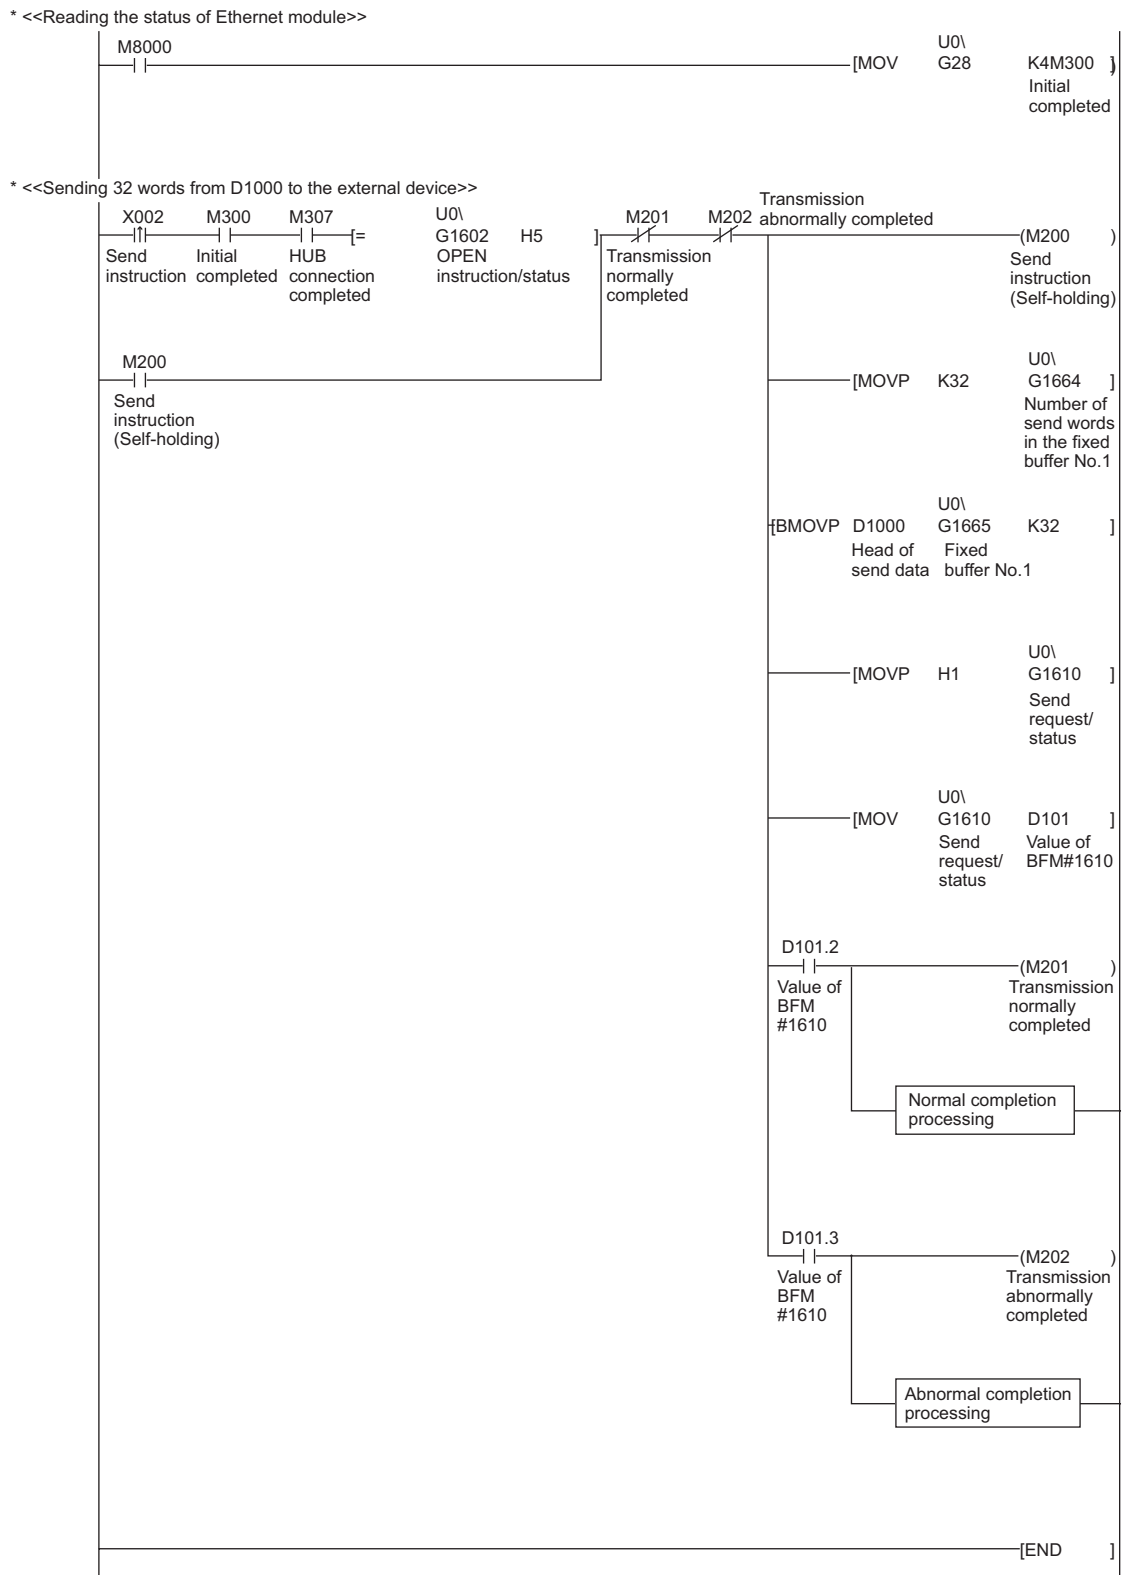 * <<Reading the status of Ethernet module>>
M8000
U0\
[MOV G28 K4M300 ]
Initial
completed
* <<Sending 32 words from D1000 to the external device>>
Transmission
abnormally completed
X002 M300 M307 U0\ M201 M202
[= G1602 H5 ] (M200 )
Send Initial HUB OPEN Transmission Send
instruction completed connection instruction/status normally instruction
completed completed (Self-holding)
M200
Send
instruction
(Self-holding)
U0\
[MOVP K32 G1664 ]
Number of
send words
in the fixed
buffer No.1
U0\
[BMOVP D1000 G1665 K32 ]
Head of Fixed
send data buffer No.1
U0\
[MOVP H1 G1610 ]
Send
request/
status
U0\
[MOV G1610 D101 ]
Send Value of
request/ BFM#1610
status
D101.2
(M201 )
Value of Transmission
BFM normally
#1610 completed
Normal completion
processing
D101.3
(M202 )
Value of Transmission
BFM abnormally
#1610 completed
Abnormal completion
processing
[END ]